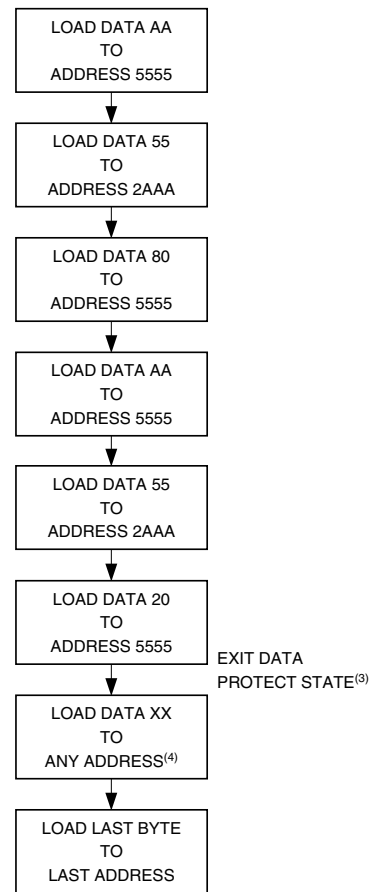 LOAD DATA AA
TO
ADDRESS 5555
LOAD DATA 55
TO
ADDRESS 2AAA
LOAD DATA 80
TO
ADDRESS 5555
LOAD DATA AA
TO
ADDRESS 5555
LOAD DATA 55
TO
ADDRESS 2AAA
LOAD DATA 20
TO
ADDRESS 5555
EXIT DATA
PROTECT STATE(3)
LOAD DATA XX
TO
ANY ADDRESS(4)
LOAD LAST BYTE
TO
LAST ADDRESS